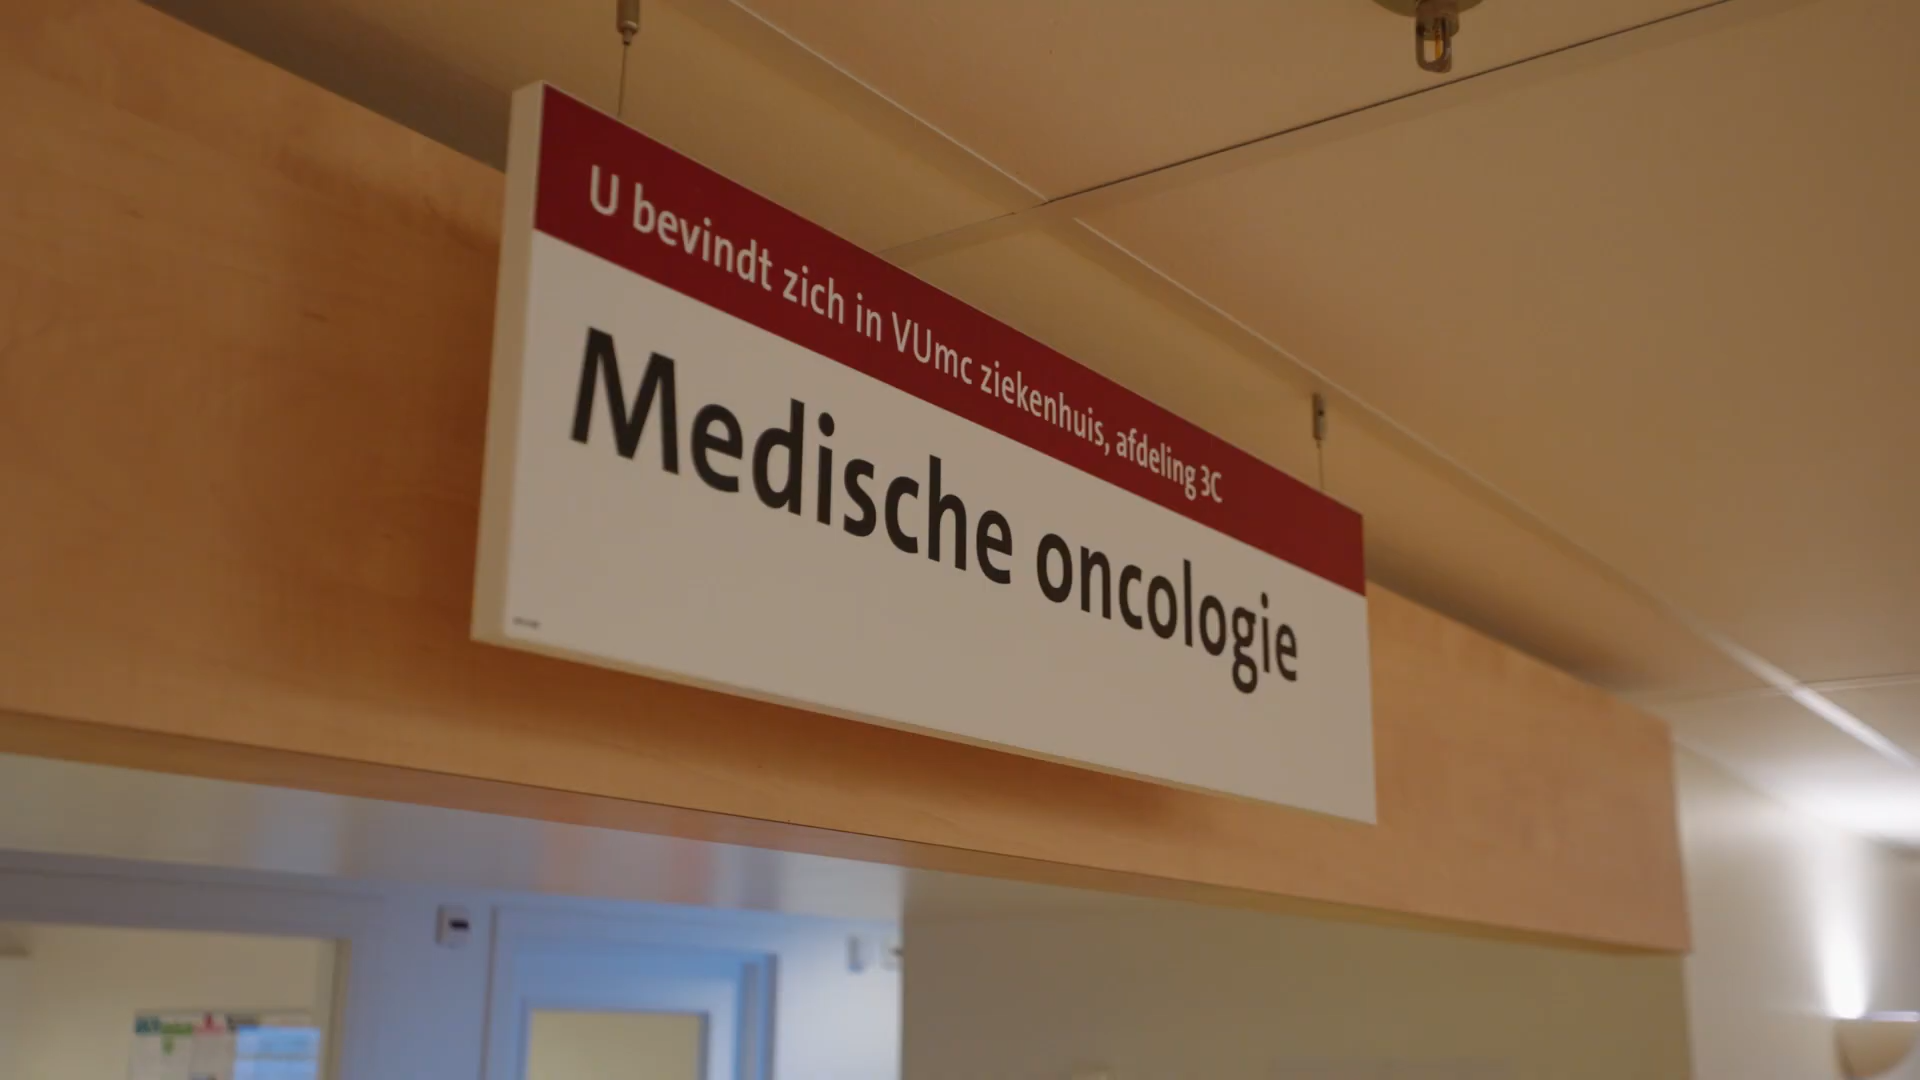 U bevindt zich in VUmc ziekenhuis, afdeling 3C
Medische oncologie